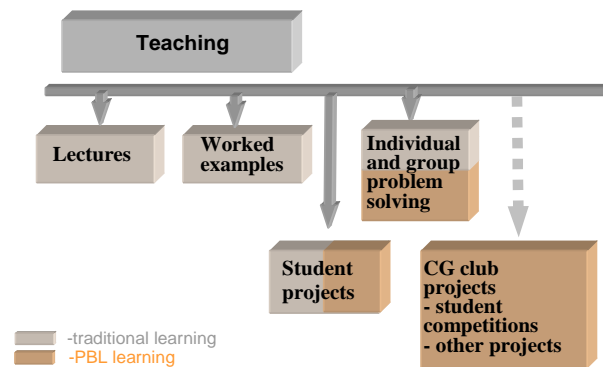 Teaching
Lectures
Worked
examples
Individual
and group
problem
solving
Student
projects
CG club
projects
- student
competitions
- other projects
-traditional learning
-PBL learning